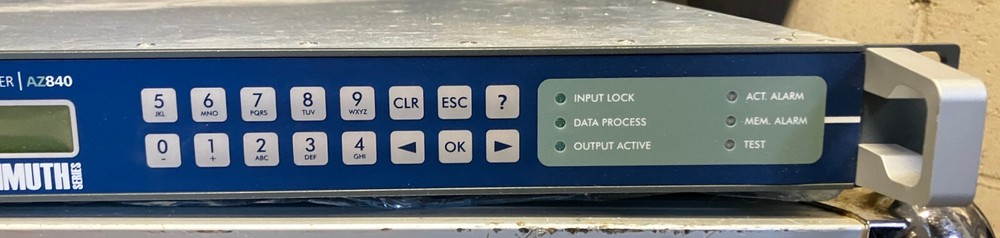 ER | AZ840
5 JKL 6 MNO 7 PQRS 8 TUV 9 WXYZ CLR ESC ?
0 - 1 + 2 ABC 3 DEF 4 GHI ◄ OK ►
INPUT LOCK
DATA PROCESS
OUTPUT ACTIVE
ACT. ALARM
MEM. ALARM
TEST
IMUTH SERIES